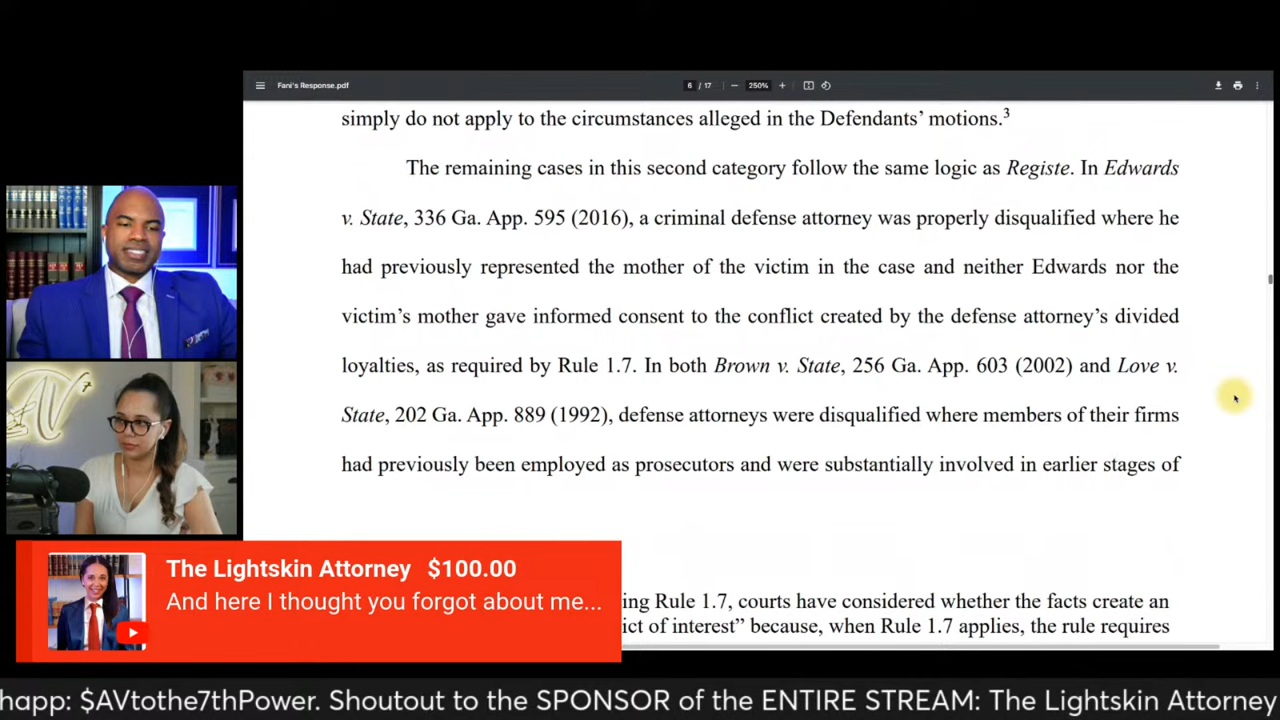 Fani's Response.pdf
6 / 17
250%
simply do not apply to the circumstances alleged in the Defendants' motions.3
The remaining cases in this second category follow the same logic as Registe. In Edwards
v. State, 336 Ga. App. 595 (2016), a criminal defense attorney was properly disqualified where he
had previously represented the mother of the victim in the case and neither Edwards nor the
victim's mother gave informed consent to the conflict created by the defense attorney's divided
loyalties, as required by Rule 1.7. In both Brown v. State, 256 Ga. App. 603 (2002) and Love v.
State, 202 Ga. App. 889 (1992), defense attorneys were disqualified where members of their firms
had previously been employed as prosecutors and were substantially involved in earlier stages of
AV7
The Lightskin Attorney $100.00
And here I thought you forgot about me...
ing Rule 1.7, courts have considered whether the facts create an
ict of interest" because, when Rule 1.7 applies, the rule requires
happ: $AVtothe7thPower. Shoutout to the SPONSOR of the ENTIRE STREAM: The Lightskin Attorney